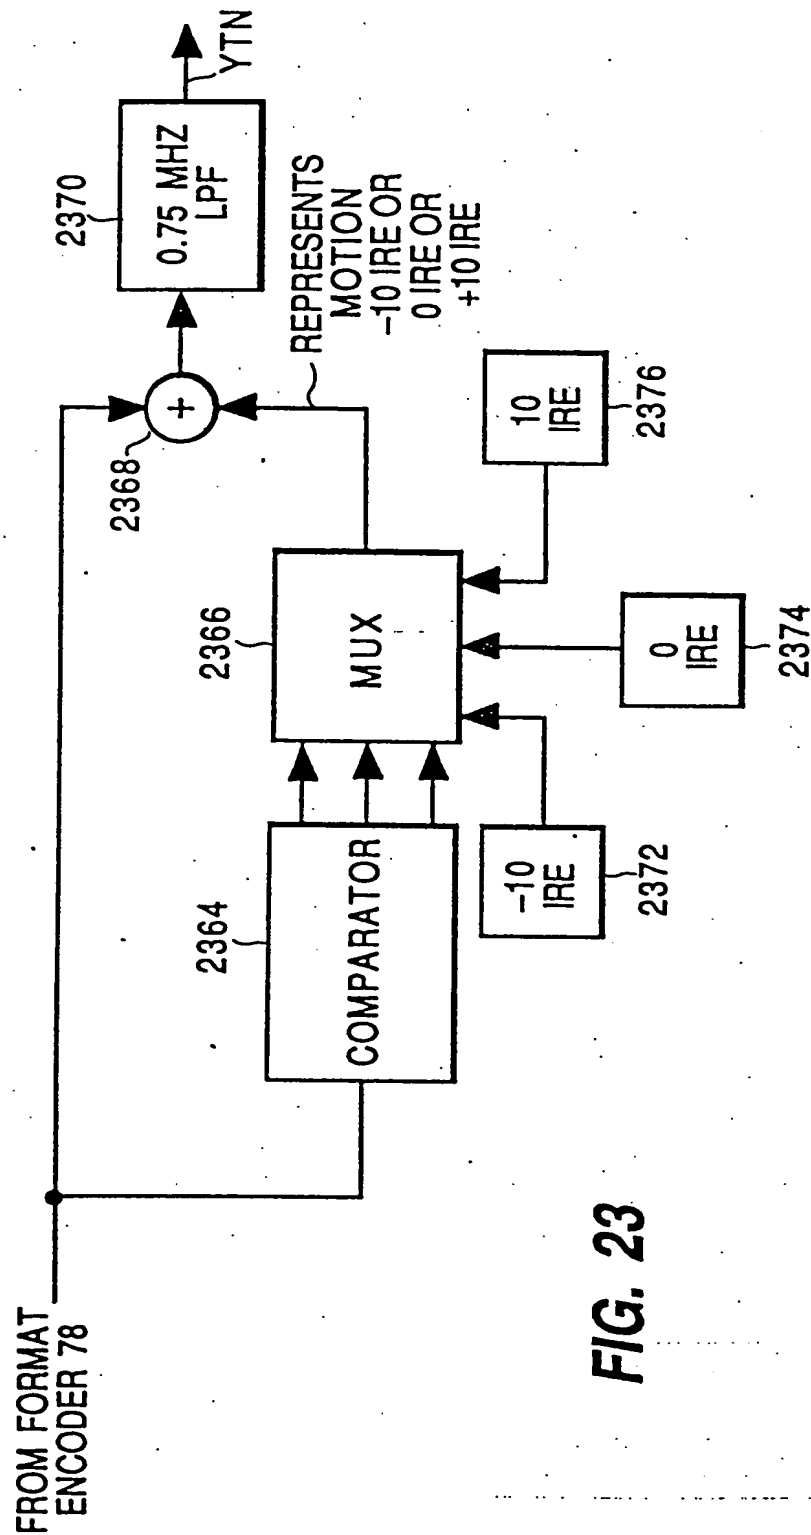 FROM FORMAT
ENCODER 78
2364
COMPARATOR
2366
MUX
2368
+
2370
0.75 MHZ
LPF
YTN
REPRESENTS
MOTION
-10 IRE OR
0 IRE OR
+10 IRE
-10
IRE
2372
0
IRE
2374
10
IRE
2376
FIG. 23